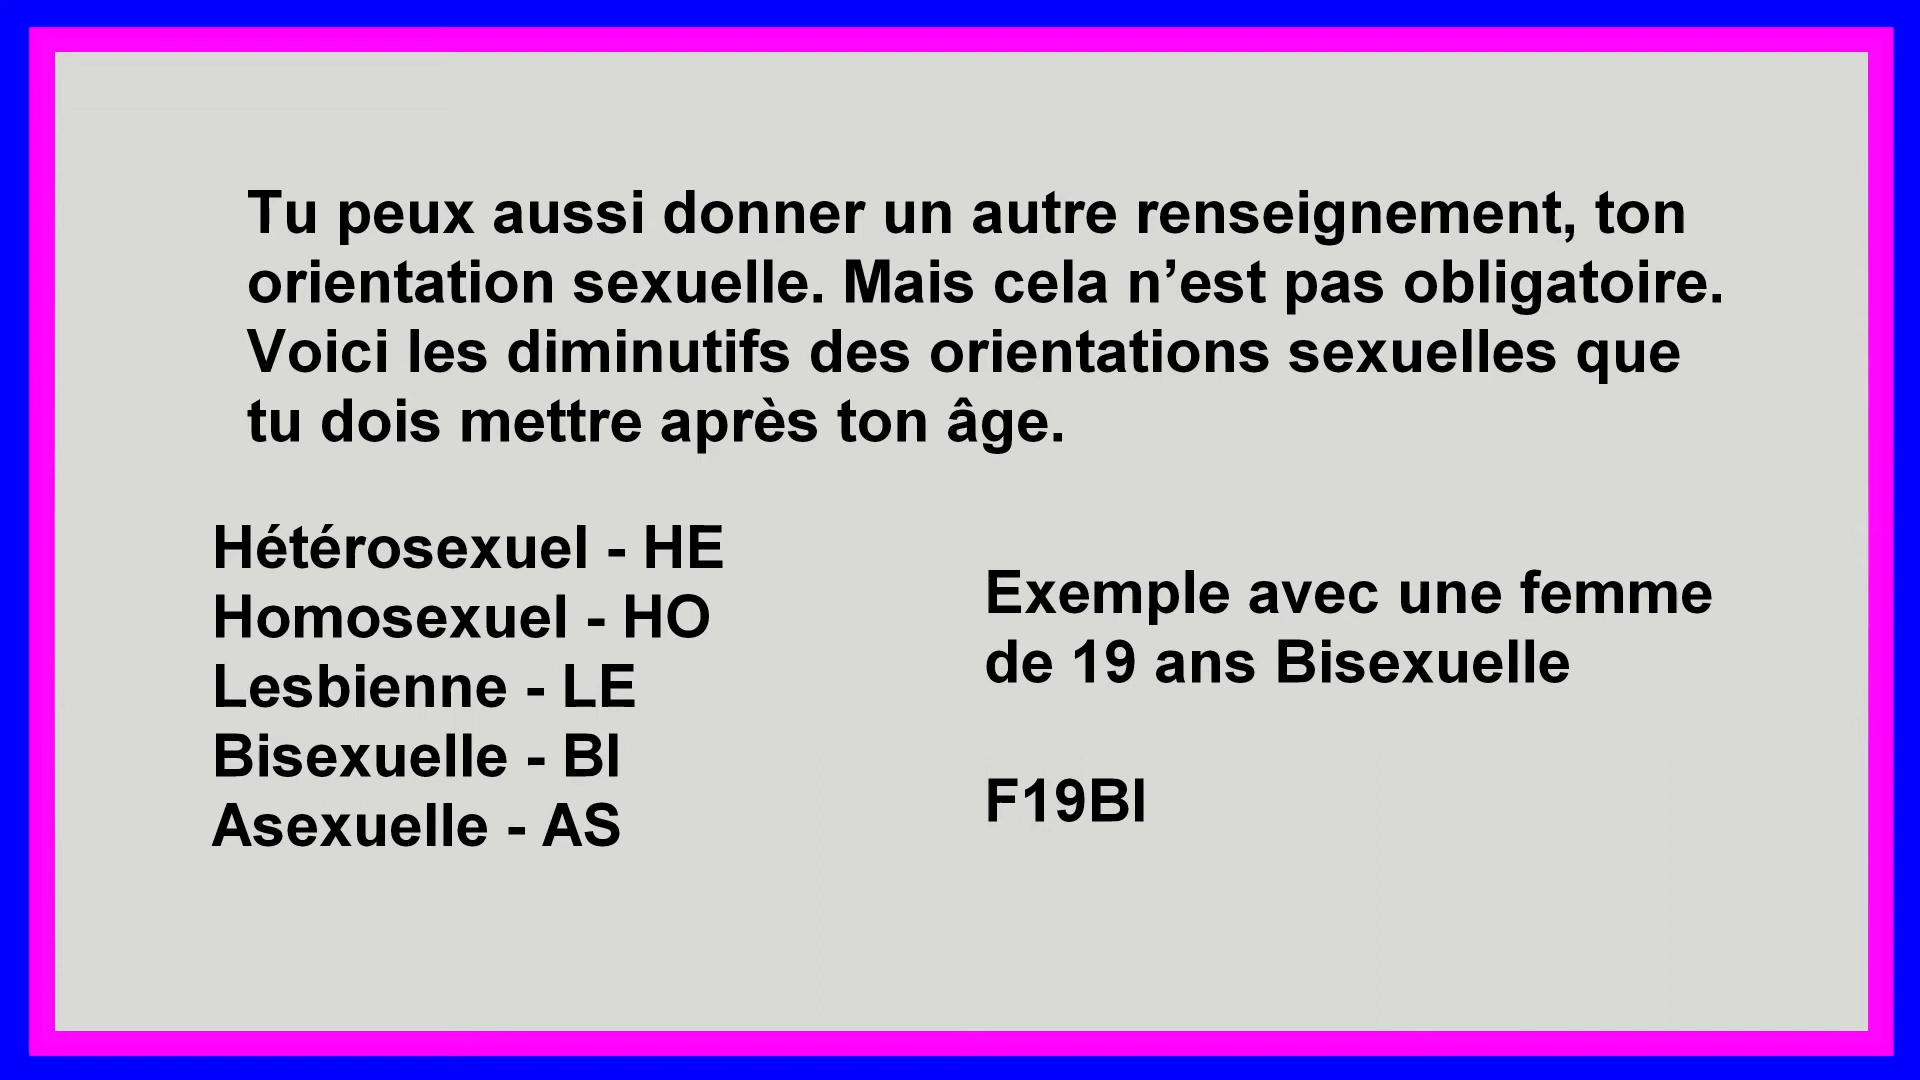 Tu peux aussi donner un autre renseignement, ton
orientation sexuelle. Mais cela n’est pas obligatoire.
Voici les diminutifs des orientations sexuelles que
tu dois mettre après ton âge.
Hétérosexuel - HE
Homosexuel - HO
Lesbienne - LE
Bisexuelle - BI
Asexuelle - AS
Exemple avec une femme
de 19 ans Bisexuelle
F19BI